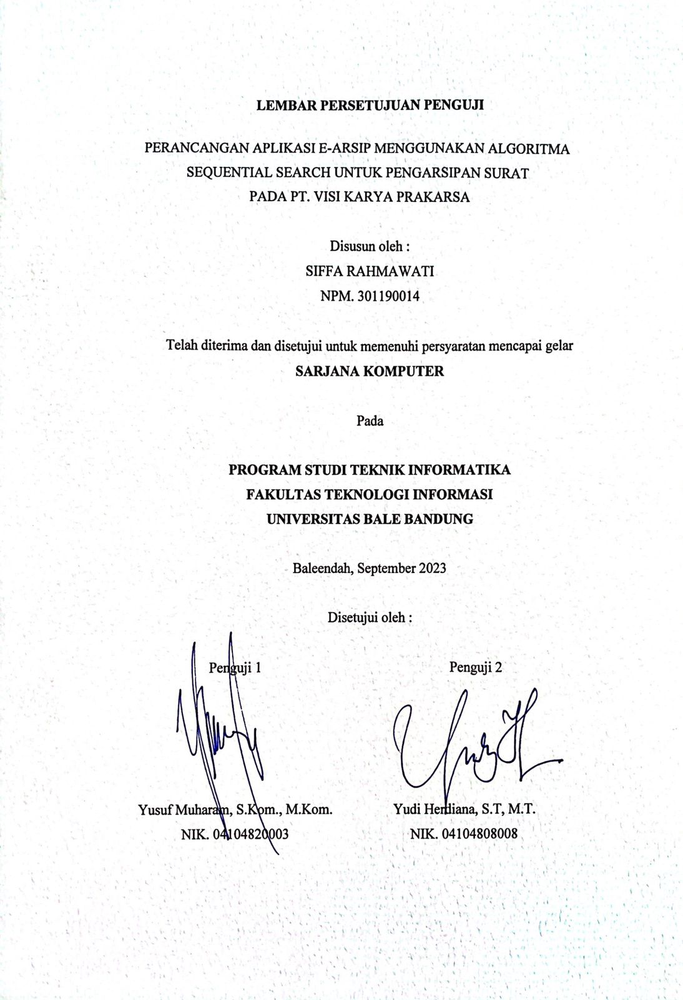 LEMBAR PERSETUJUAN PENGUJI
PERANCANGAN APLIKASI E-ARSIP MENGGUNAKAN ALGORITMA
SEQUENTIAL SEARCH UNTUK PENGARSIPAN SURAT
PADA PT. VISI KARYA PRAKARSA
Disusun oleh :
SIFFA RAHMAWATI
NPM. 301190014
Telah diterima dan disetujui untuk memenuhi persyaratan mencapai gelar
SARJANA KOMPUTER
Pada
PROGRAM STUDI TEKNIK INFORMATIKA
FAKULTAS TEKNOLOGI INFORMASI
UNIVERSITAS BALE BANDUNG
Baleendah, September 2023
Disetujui oleh :
Penguji 1
Penguji 2
Yusuf Muharam, S.Kom., M.Kom.
Yudi Herdiana, S.T, M.T.
NIK. 04104820003
NIK. 04104808008